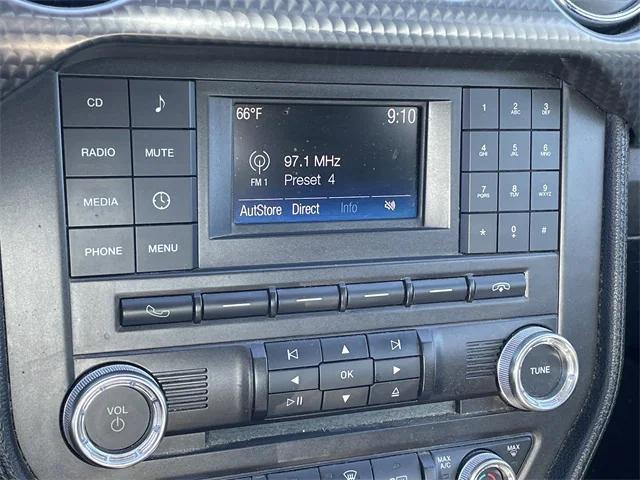 CD
RADIO MUTE
MEDIA
PHONE MENU
66°F 9:10
97.1 MHz
FM 1 Preset 4
AutoStore Direct Info
1 2 ABC 3 DEF
4 GHI 5 JKL 6 MNO
7 PQRS 8 TUV 9 WXYZ
* 0 + #
OK
VOL
TUNE
MAX A/C
MAX